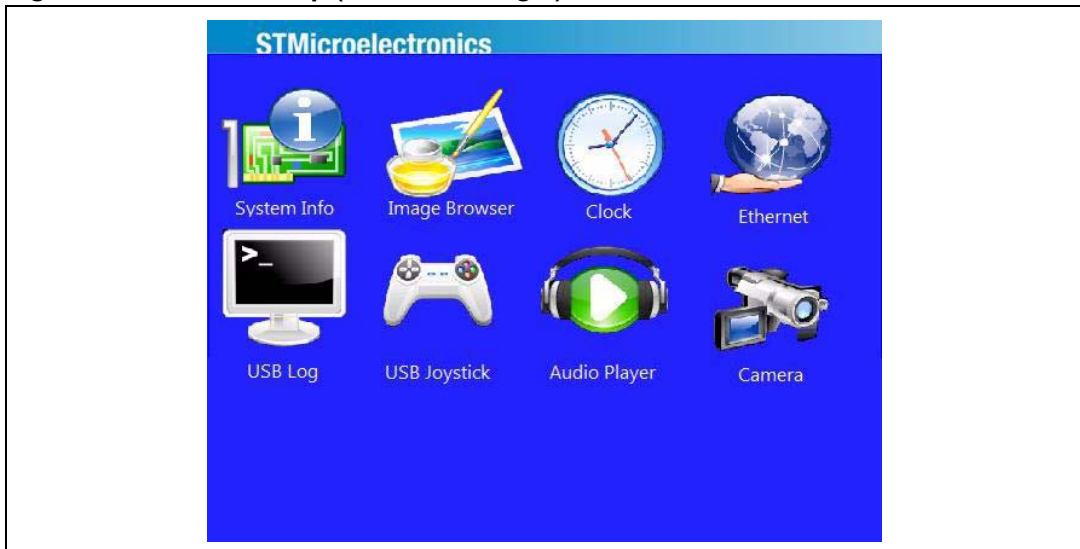 STMicroelectronics
System Info Image Browser Clock Ethernet
>_
USB Log USB Joystick Audio Player Camera